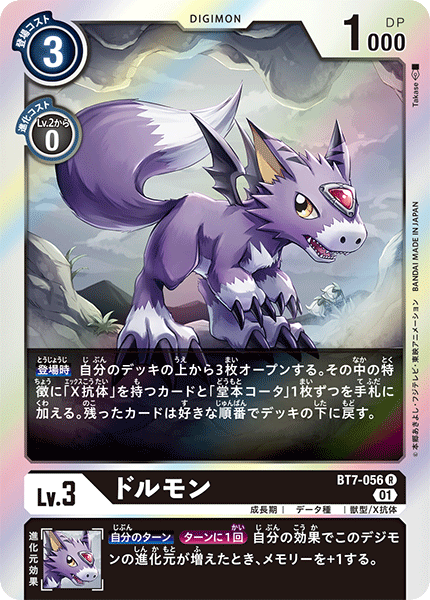 登場コスト
3
DIGIMON
DP
1000
進化コスト
Lv.2から
0
Takase
BANDAI MADE IN JAPAN
© 本郷あきよし・フジテレビ・東映アニメーション
登場時 自分のデッキの上から3枚オープンする。その中の特
徴に「X抗体」を持つカードと「堂本コータ」1枚ずつを手札に
加える。残ったカードは好きな順番でデッキの下に戻す。
BT7-056 R
01
Lv.3
ドルモン
成長期 | データ種 | 獣型/X抗体
進化元効果
自分のターン ターンに1回 自分の効果でこのデジモ
ンの進化元が増えたとき、メモリーを+1する。